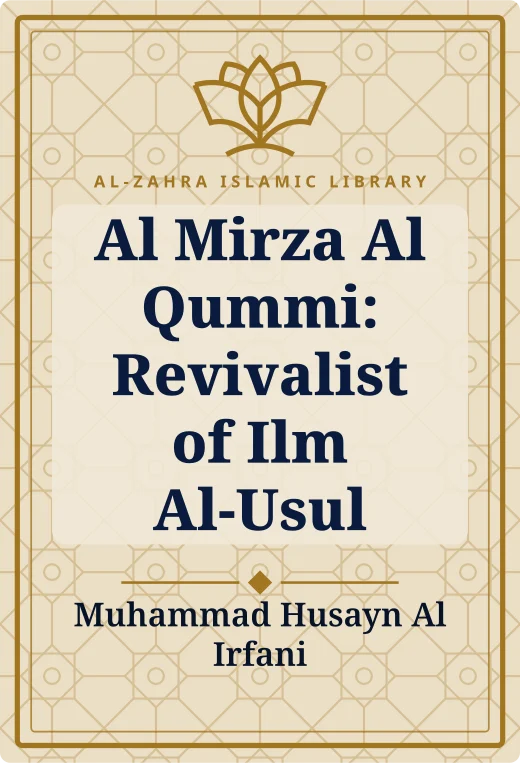 AL-ZAHRA ISLAMIC LIBRARY
Al Mirza Al
Qummi:
Revivalist
of Ilm
Al-Usul
Muhammad Husayn Al
Irfani